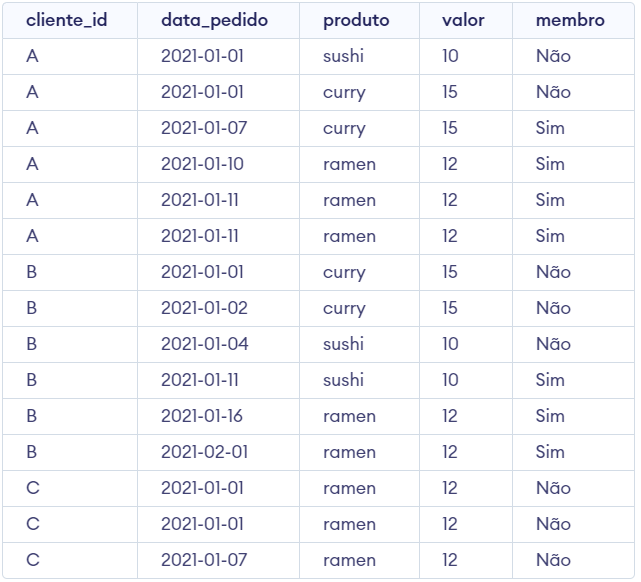 cliente_id data_pedido produto valor membro
A 2021-01-01 sushi 10 Não
A 2021-01-01 curry 15 Não
A 2021-01-07 curry 15 Sim
A 2021-01-10 ramen 12 Sim
A 2021-01-11 ramen 12 Sim
A 2021-01-11 ramen 12 Sim
B 2021-01-01 curry 15 Não
B 2021-01-02 curry 15 Não
B 2021-01-04 sushi 10 Não
B 2021-01-11 sushi 10 Sim
B 2021-01-16 ramen 12 Sim
B 2021-02-01 ramen 12 Sim
C 2021-01-01 ramen 12 Não
C 2021-01-01 ramen 12 Não
C 2021-01-07 ramen 12 Não